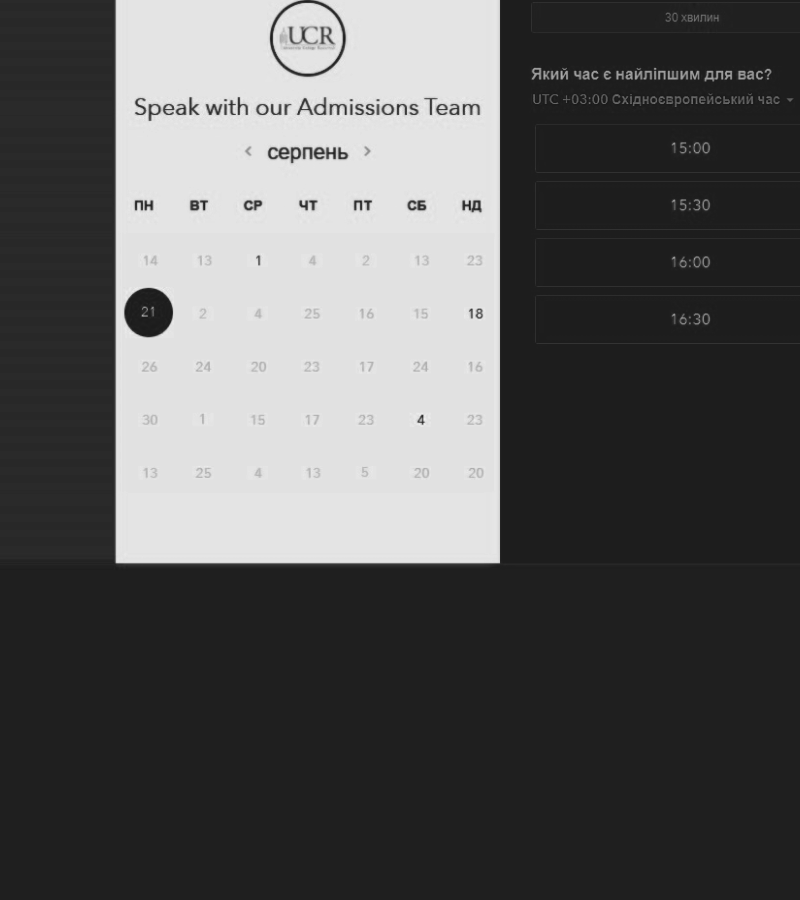 UCR
Speak with our Admissions Team
серпень
ПН ВТ СР ЧТ ПТ СБ НД
14 13 1 4 2 13 23
21 2 4 25 16 15 18
26 24 20 23 17 24 16
30 1 15 17 23 4 23
13 25 4 13 5 20 20
30 хвилин
Який час є найліпшим для вас?
UTC +03:00 Східноєвропейський час
15:00
15:30
16:00
16:30